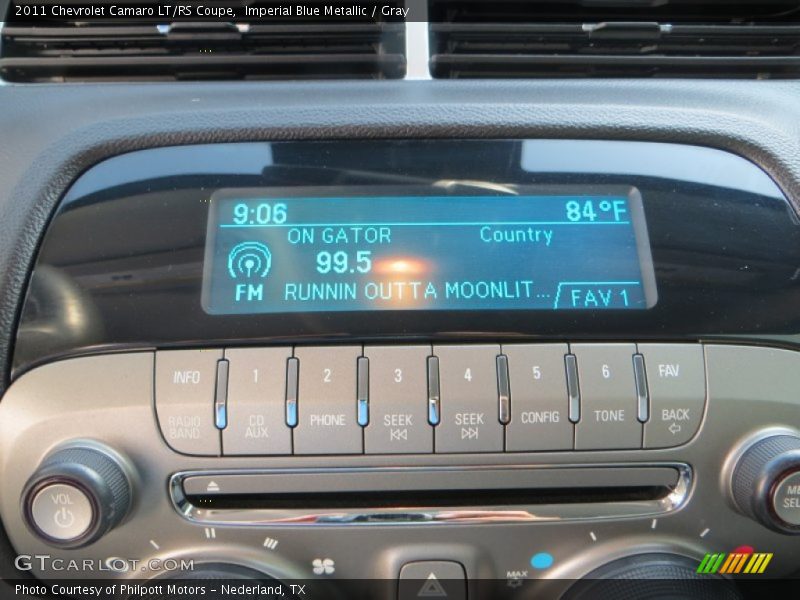 2011 Chevrolet Camaro LT/RS Coupe, Imperial Blue Metallic / Gray
9:06 84°F
ON GATOR Country
99.5
FM RUNNIN OUTTA MOONLIT... FAV 1
INFO 1 2 3 4 5 6 FAV
RADIO BAND CD AUX PHONE SEEK SEEK CONFIG TONE BACK
VOL
MAX
GTCARLOT.COM
Photo Courtesy of Philpott Motors - Nederland, TX